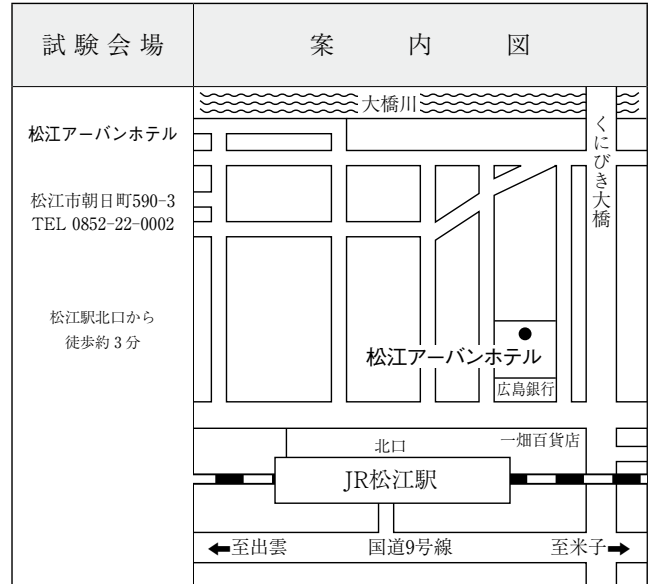 試験会場
案内図
松江アーバンホテル
松江市朝日町590-3
TEL 0852-22-0002
松江駅北口から
徒歩約3分
大橋川
くにびき大橋
松江アーバンホテル
広島銀行
一畑百貨店
北口
JR松江駅
至出雲
国道9号線
至米子